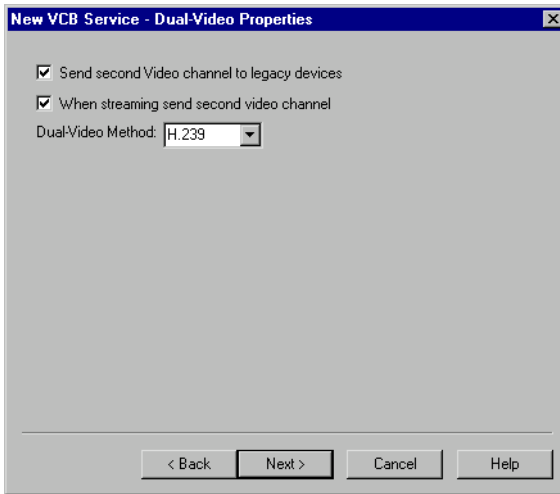 New VCB Service - Dual-Video Properties
Send second Video channel to legacy devices
When streaming send second video channel
Dual-Video Method: H.239
< Back Next > Cancel Help